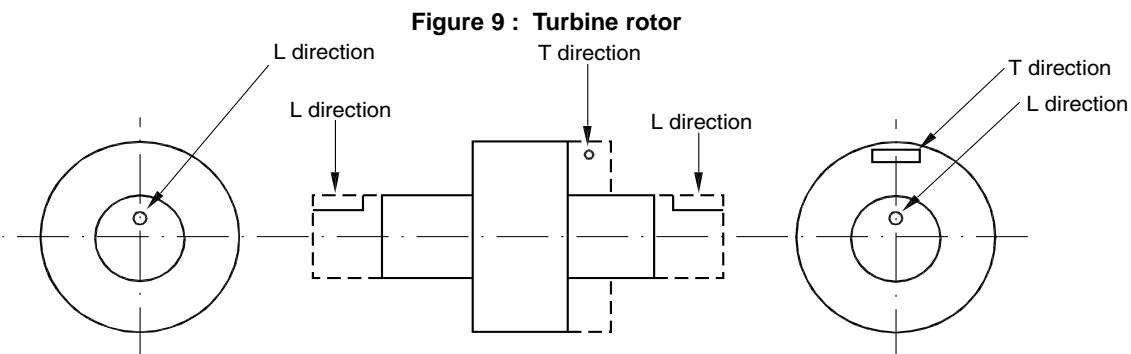 Figure 9 : Turbine rotor
L direction
T direction
L direction
L direction
T direction
L direction